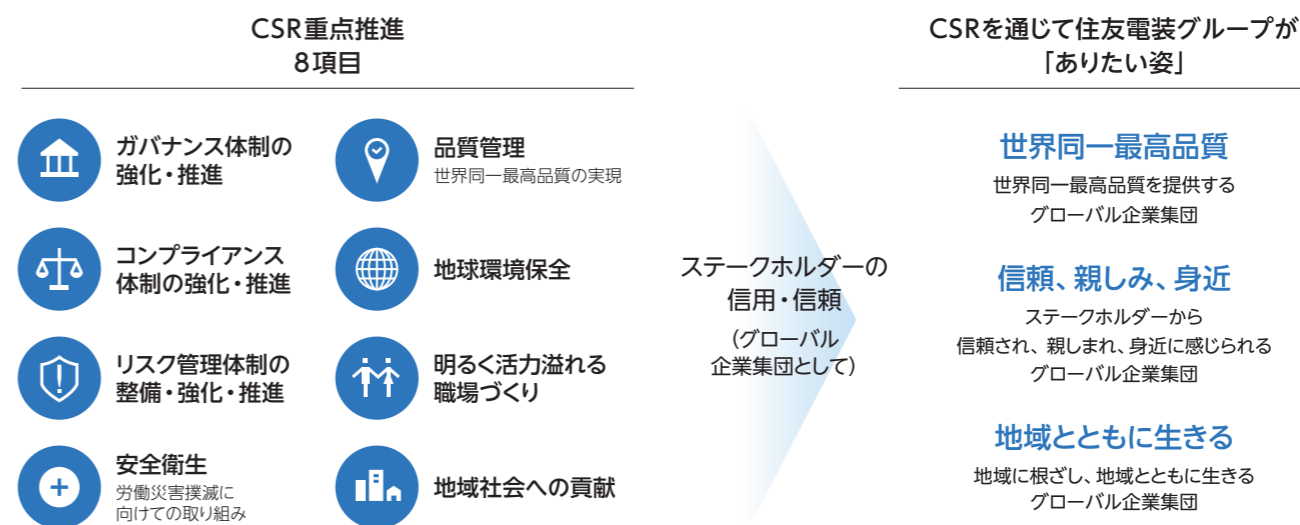 CSR重点推進
8項目
ガバナンス体制の
強化・推進
コンプライアンス
体制の強化・推進
リスク管理体制の
整備・強化・推進
安全衛生
労働災害撲滅に
向けての取り組み
品質管理
世界同一最高品質の実現
地球環境保全
明るく活力溢れる
職場づくり
地域社会への貢献
ステークホルダーの
信用・信頼
(グローバル
企業集団として)
CSRを通じて住友電装グループが
「ありたい姿」
世界同一最高品質
世界同一最高品質を提供する
グローバル企業集団
信頼、親しみ、身近
ステークホルダーから
信頼され、親しまれ、身近に感じられる
グローバル企業集団
地域とともに生きる
地域に根ざし、地域とともに生きる
グローバル企業集団